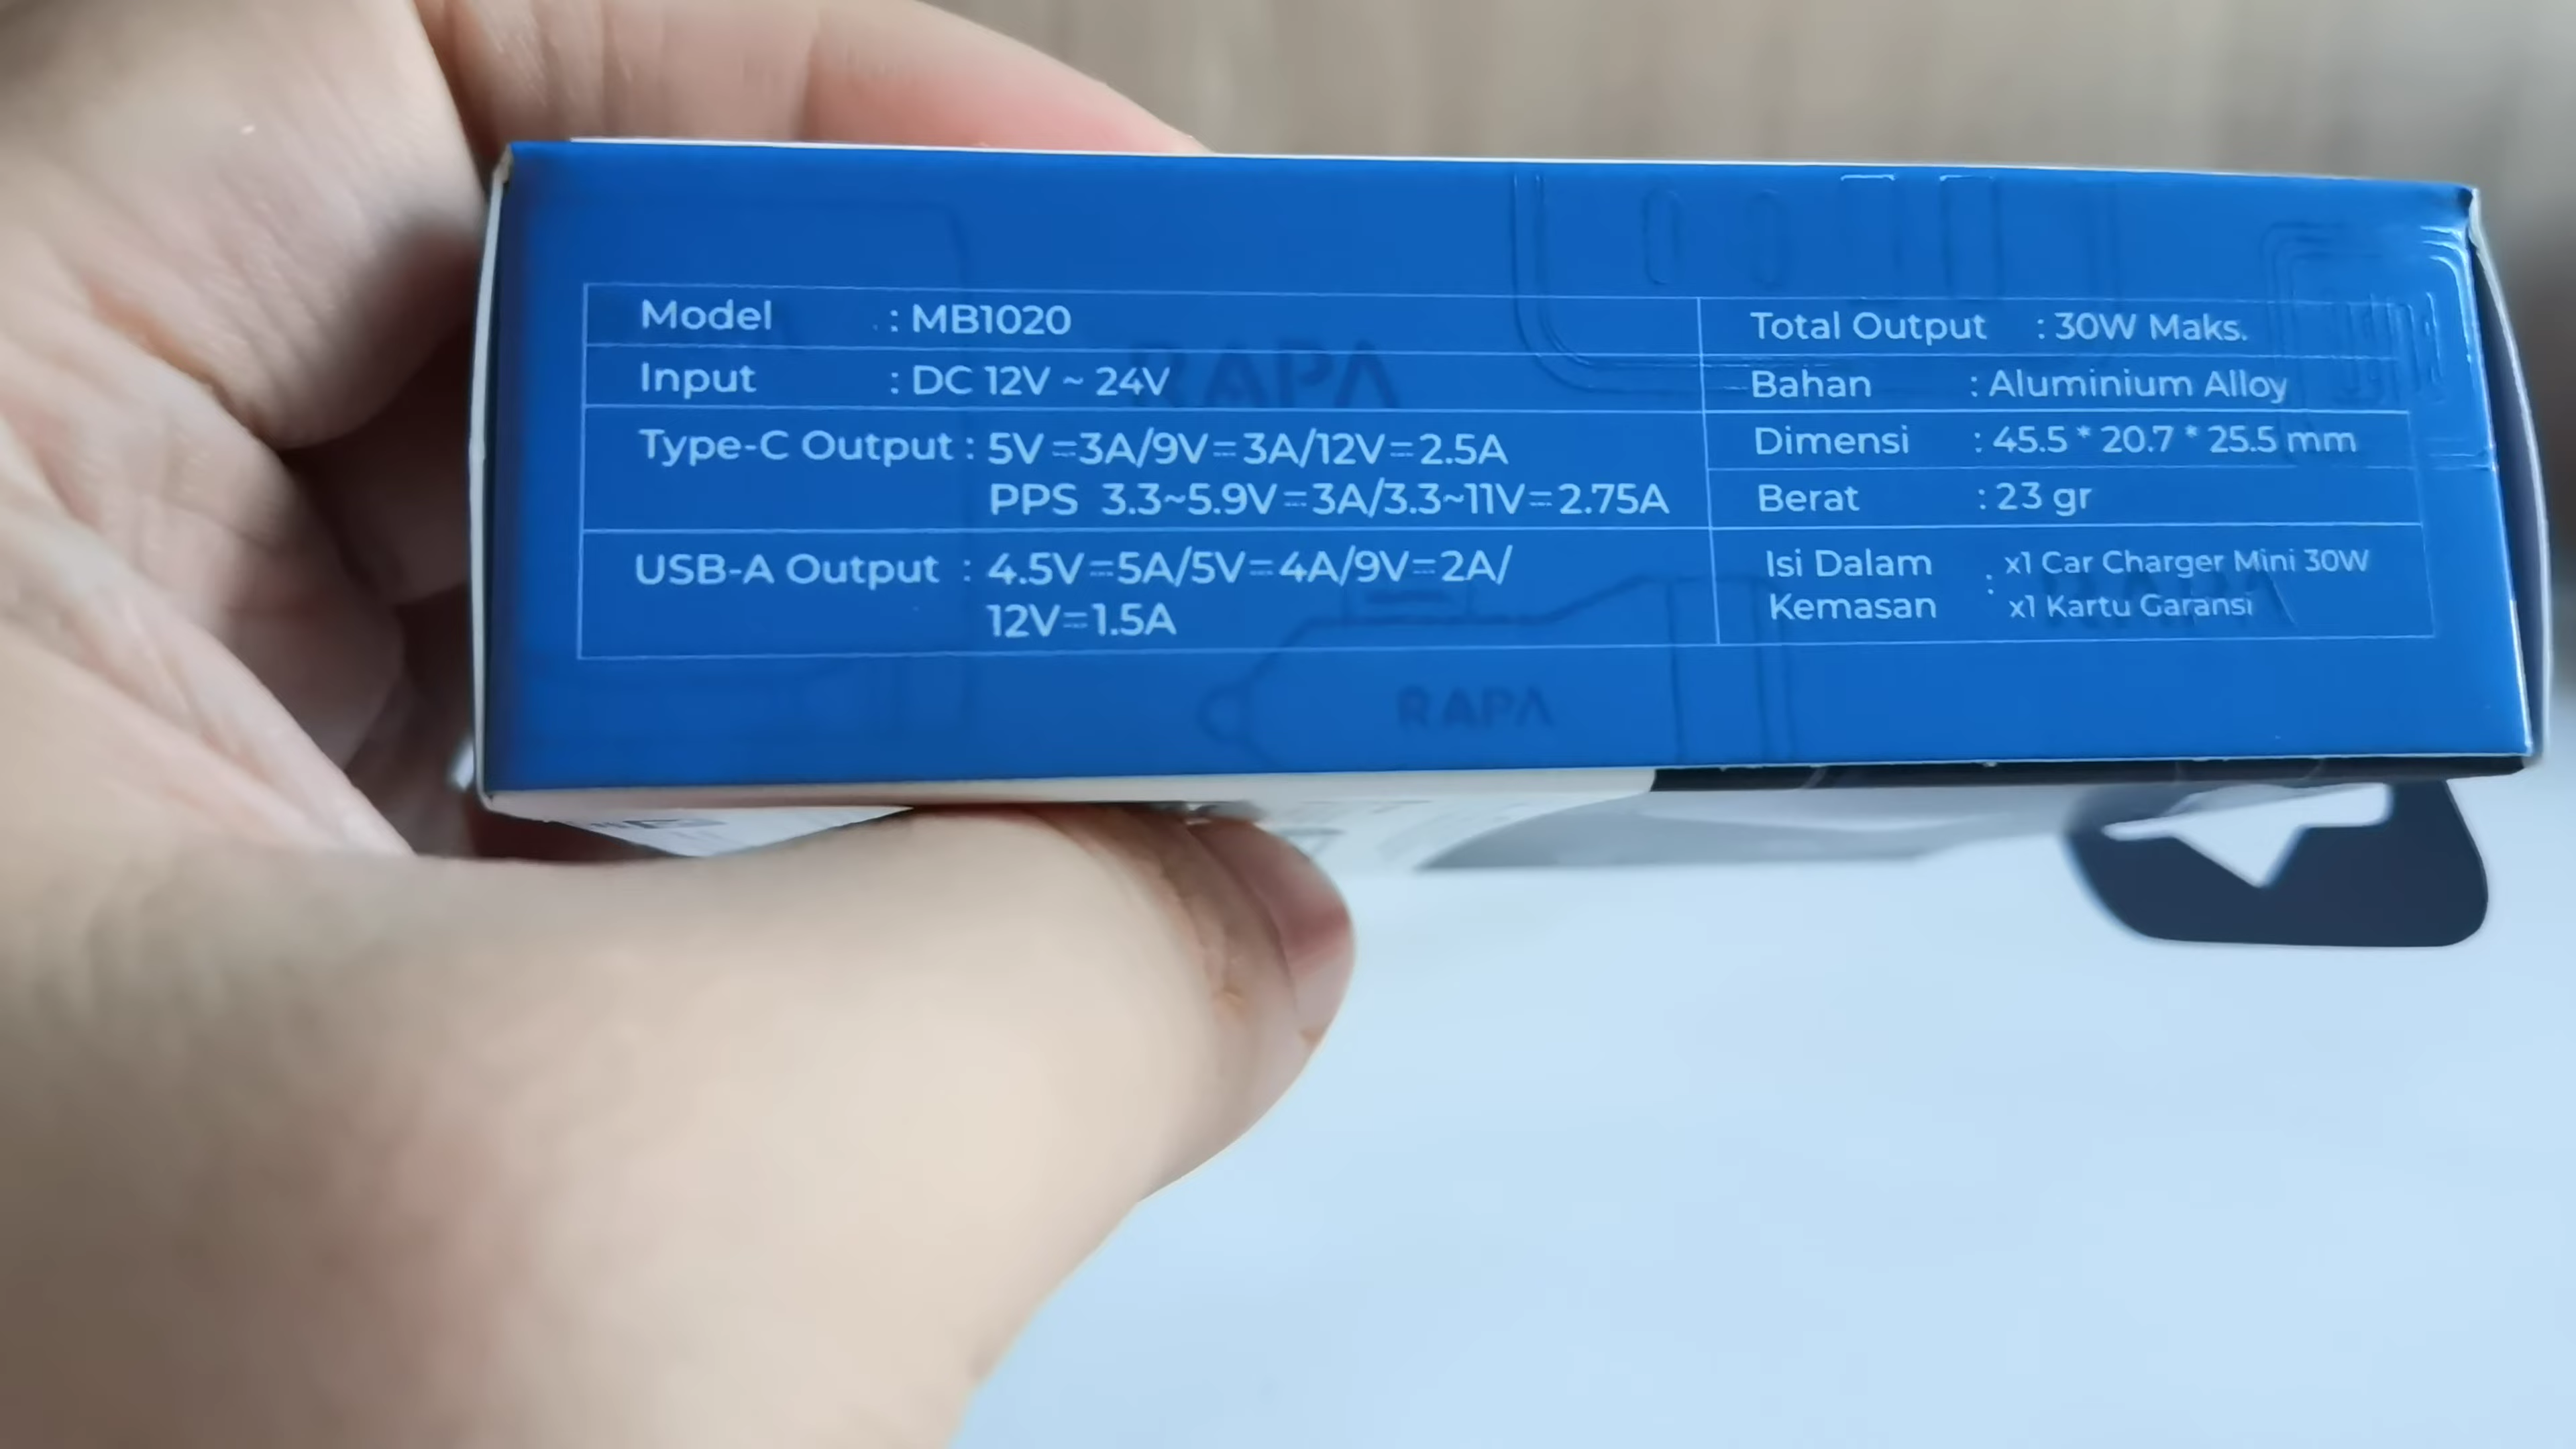 Model : MB1020
Input : DC 12V ~ 24V
Type-C Output : 5V⎓3A/9V⎓3A/12V⎓2.5A
PPS 3.3~5.9V⎓3A/3.3~11V⎓2.75A
USB-A Output : 4.5V⎓5A/5V⎓4A/9V⎓2A/
12V⎓1.5A
Total Output : 30W Maks.
Bahan : Aluminium Alloy
Dimensi : 45.5 * 20.7 * 25.5 mm
Berat : 23 gr
Isi Dalam Kemasan : x1 Car Charger Mini 30W
x1 Kartu Garansi
RAPA
RAPA